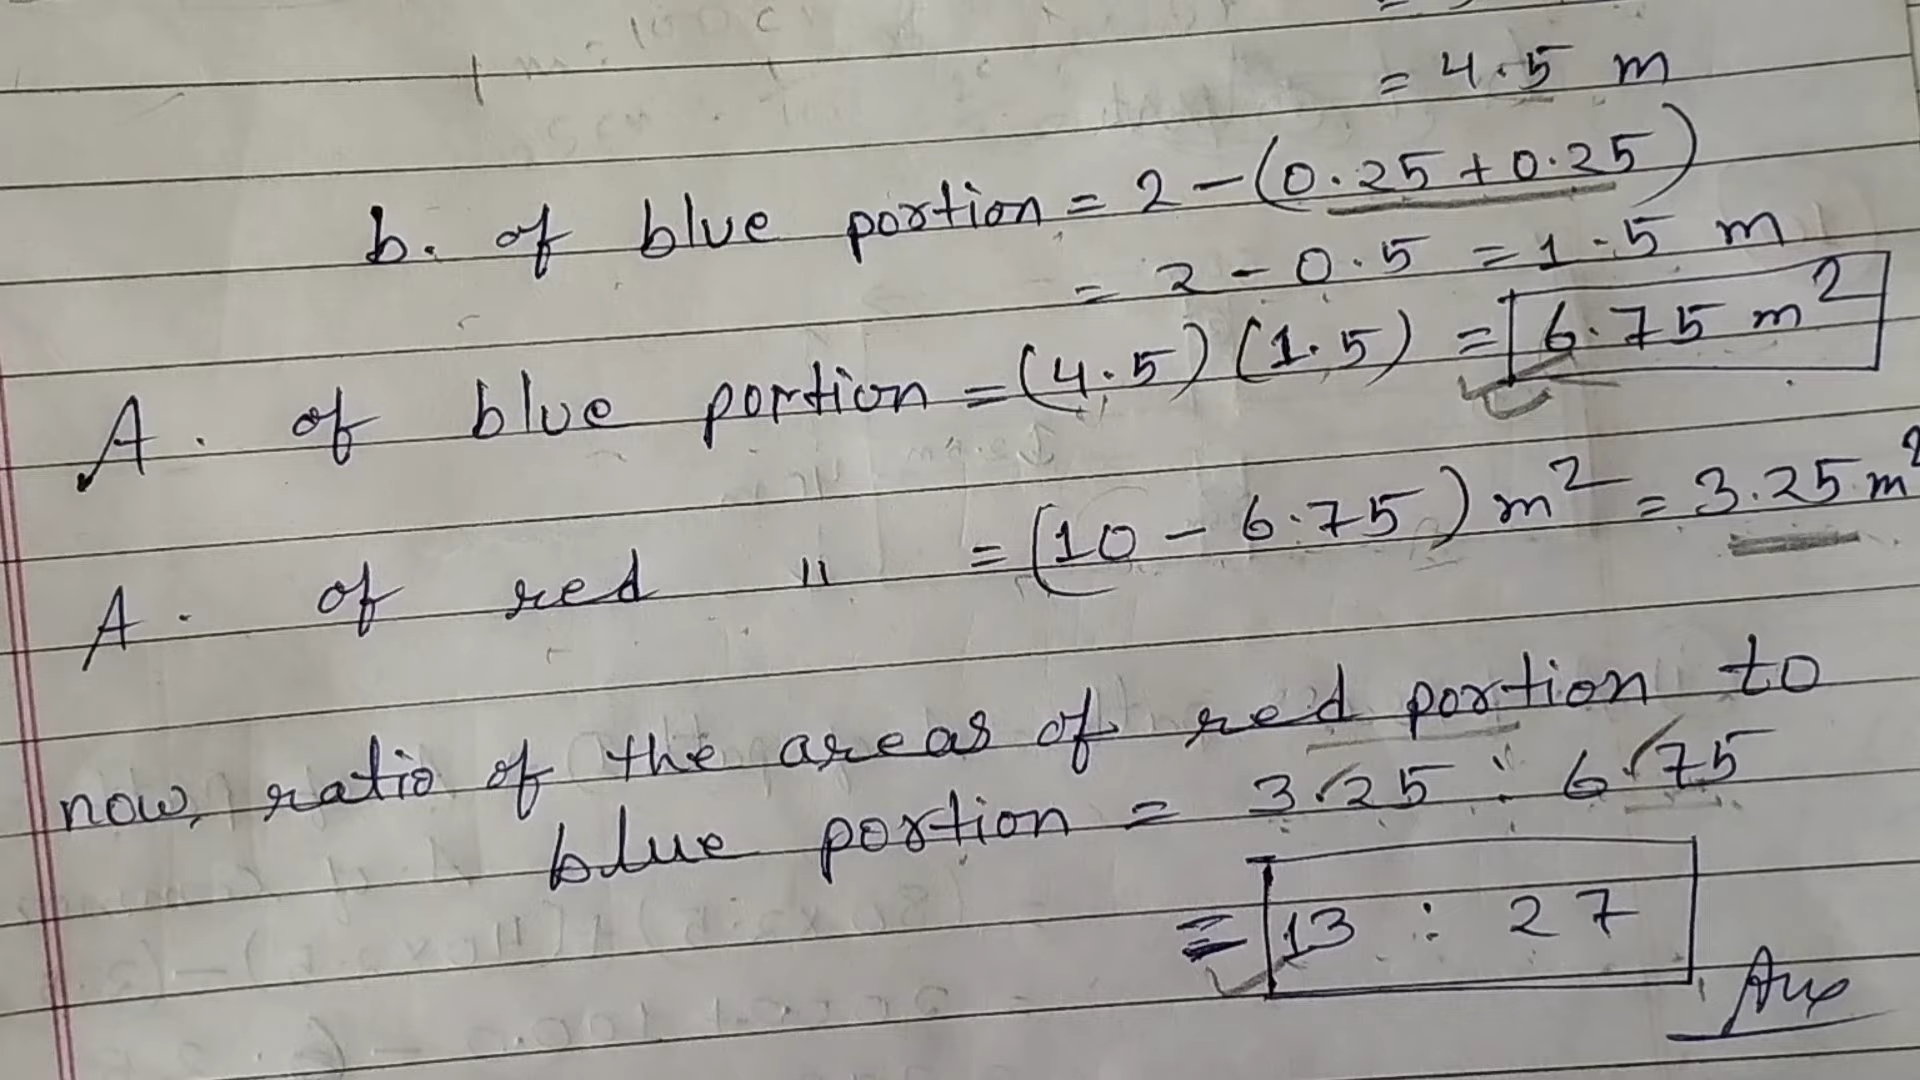 = 4.5 m
b. of blue portion = 2 - (0.25 + 0.25)
= 2 - 0.5 = 1.5 m
A. of blue portion = (4.5) (1.5) = 6.75 m²
A. of red " = (10 - 6.75) m² = 3.25 m²
now, ratio of the areas of red portion to
blue portion = 3.25 : 6.75
= 13 : 27
Ans